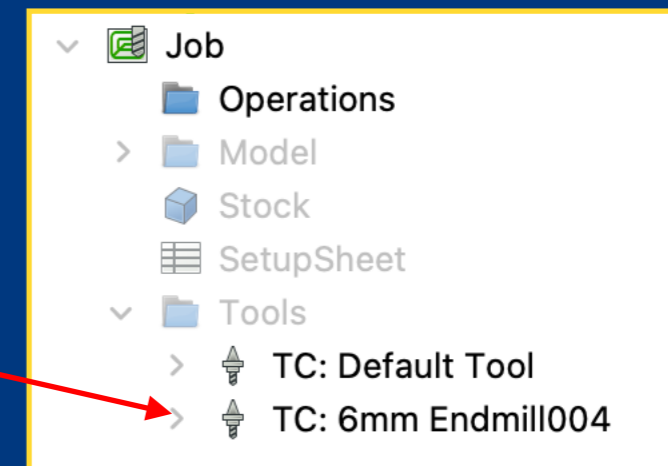 Job
Operations
Model
Stock
SetupSheet
Tools
TC: Default Tool
TC: 6mm Endmill004